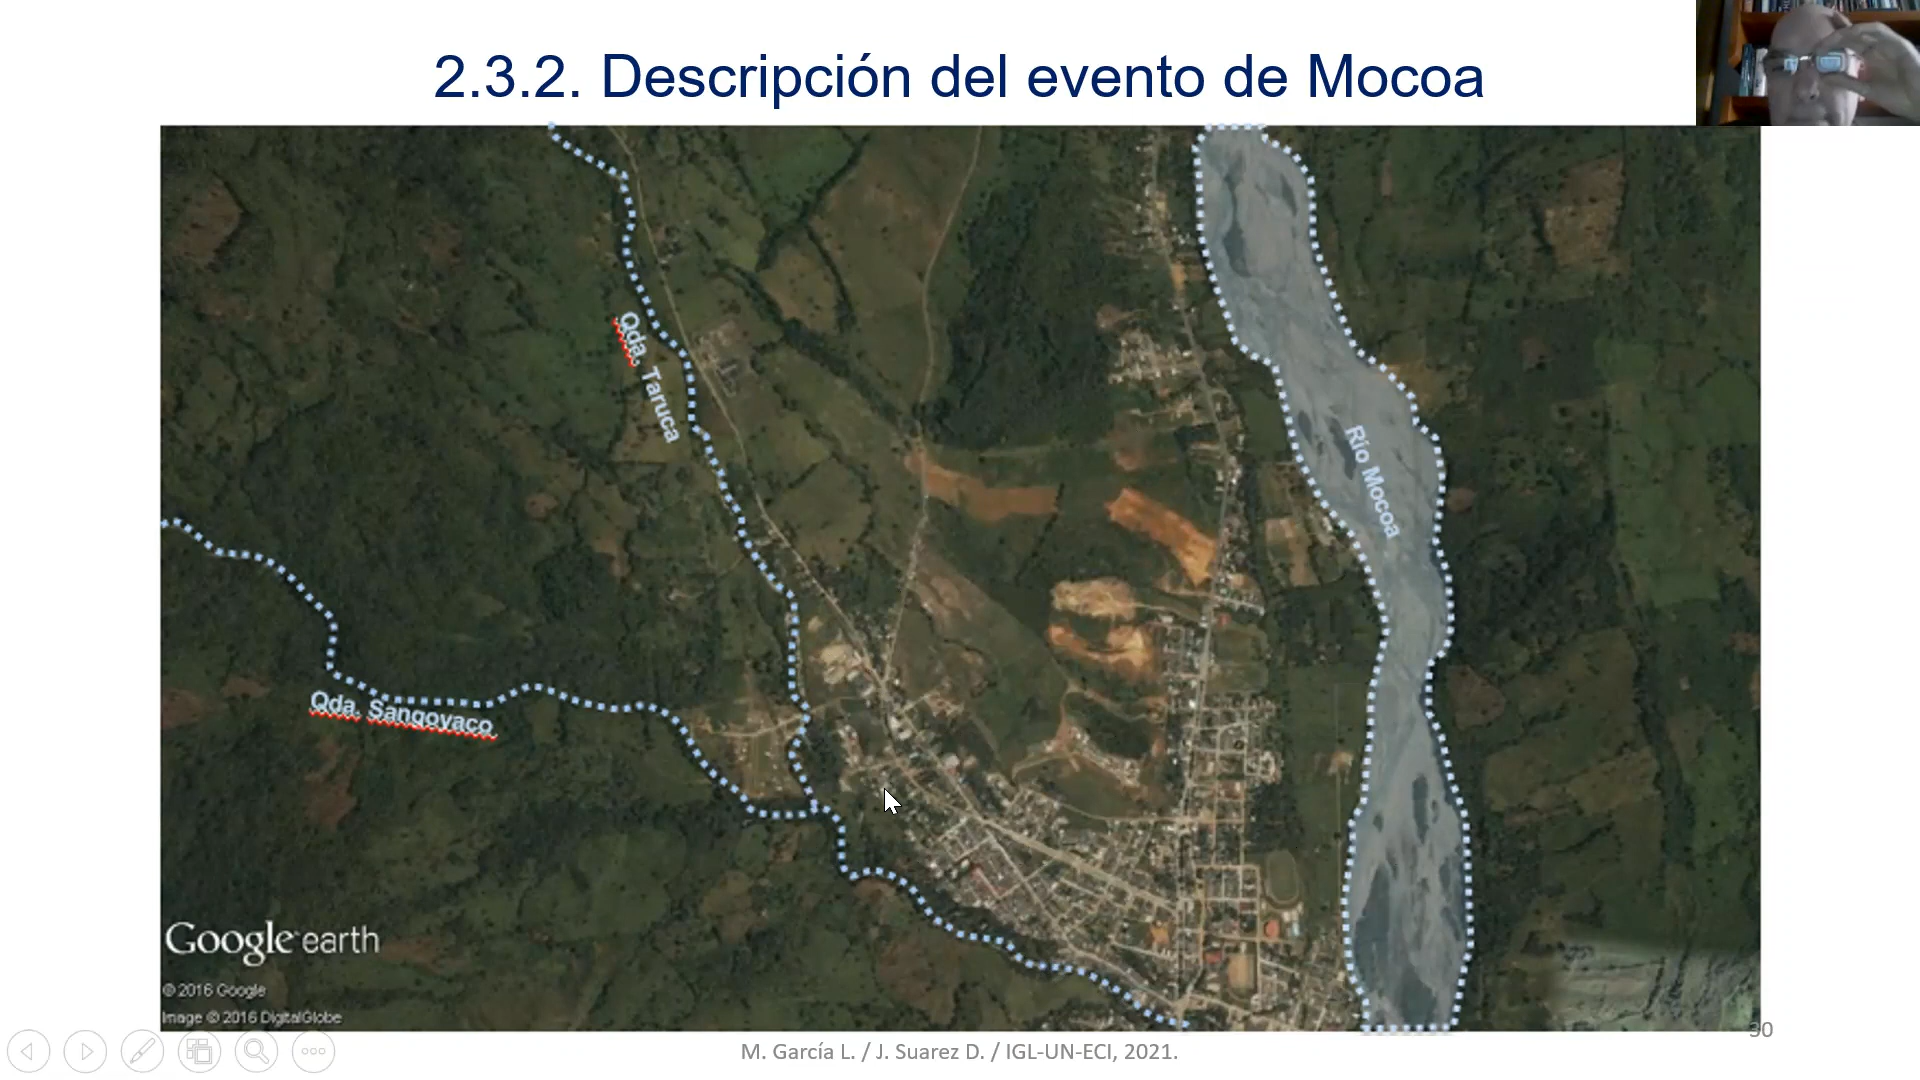 2.3.2. Descripción del evento de Mocoa
Qda. Taruca
Río Mocoa
Qda. Sangoyaco
Google earth
© 2016 Google
Image © 2016 DigitalGlobe
30
M. García L. / J. Suarez D. / IGL-UN-ECI, 2021.